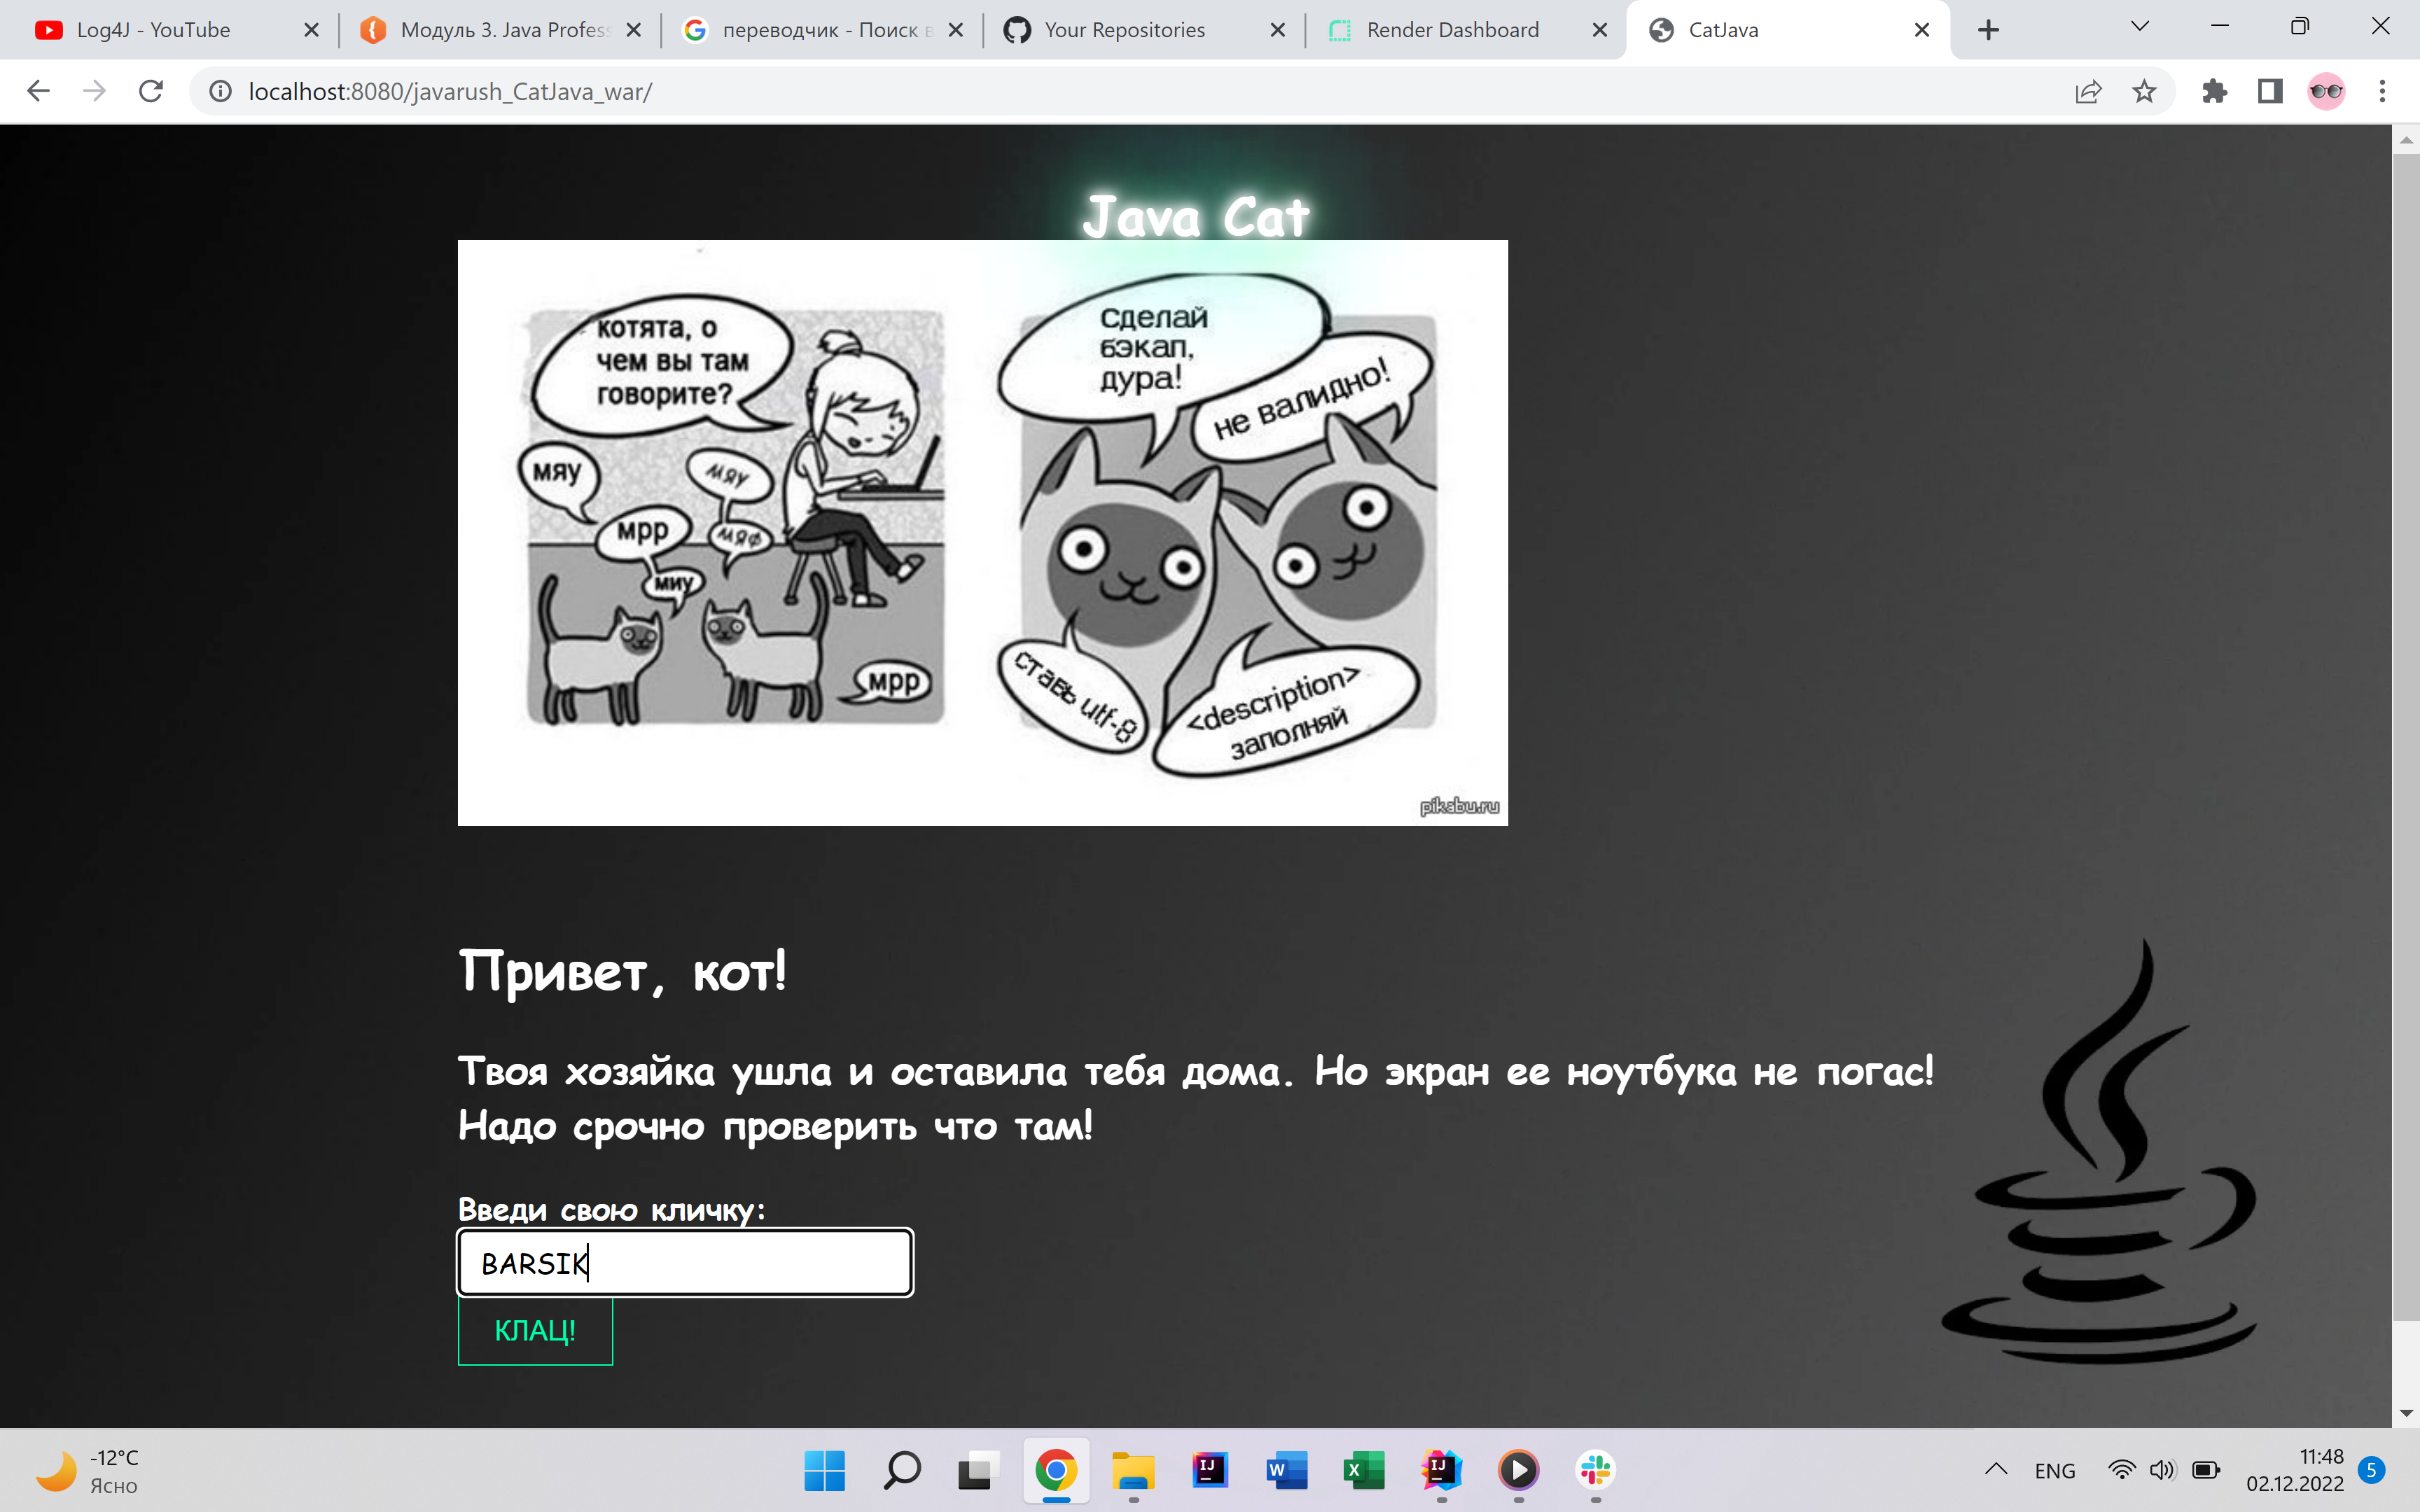 Log4J - YouTube
Модуль 3. Java Profess
переводчик - Поиск в
Your Repositories
Render Dashboard
CatJava
localhost:8080/javarush_CatJava_war/
Java Cat
котята, о
чем вы там
говорите?
мяу
мяу
мрр
мяф
миу
мрр
Сделай
бэкап,
дура!
не валидно!
ставь utf-8
<description>
заполняй
pikabu.ru
Привет, кот!
Твоя хозяйка ушла и оставила тебя дома. Но экран ее ноутбука не погас!
Надо срочно проверить что там!
Введи свою кличку:
BARSIK
КЛАЦ!
-12°C
Ясно
IJ
W
X
IJ
ENG
11:48
02.12.2022
5